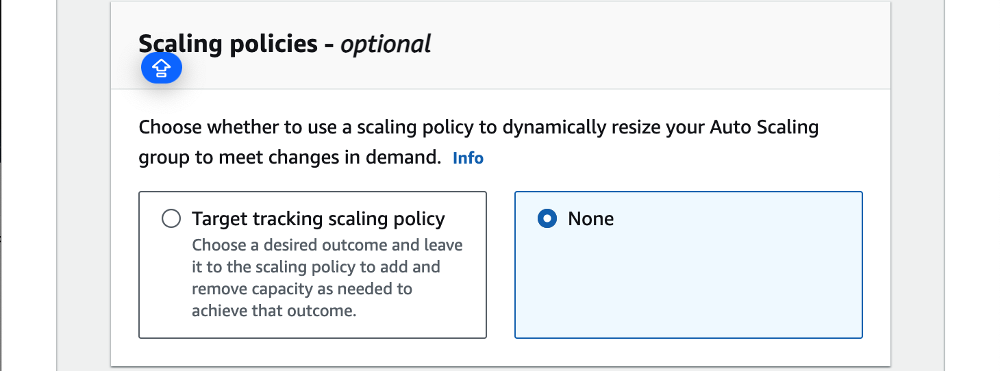 Scaling policies - optional
Choose whether to use a scaling policy to dynamically resize your Auto Scaling
group to meet changes in demand. Info
Target tracking scaling policy
Choose a desired outcome and leave
it to the scaling policy to add and
remove capacity as needed to
achieve that outcome.
None